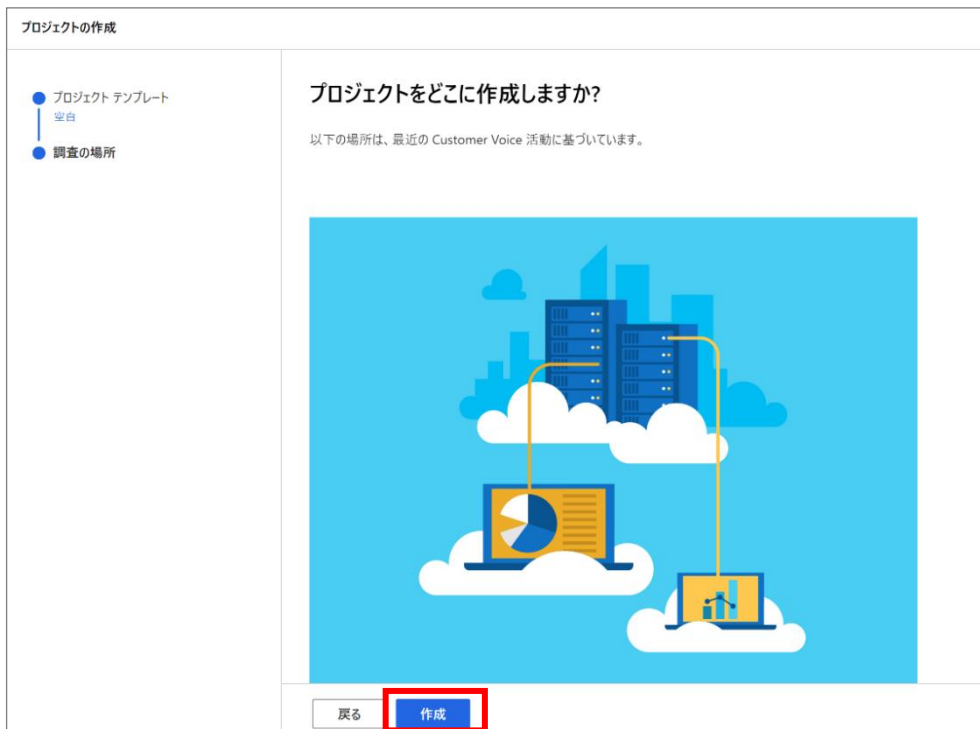 プロジェクトの作成
プロジェクト テンプレート
空白
調査の場所
プロジェクトをどこに作成しますか?
以下の場所は、最近の Customer Voice 活動に基づいています。
戻る
作成